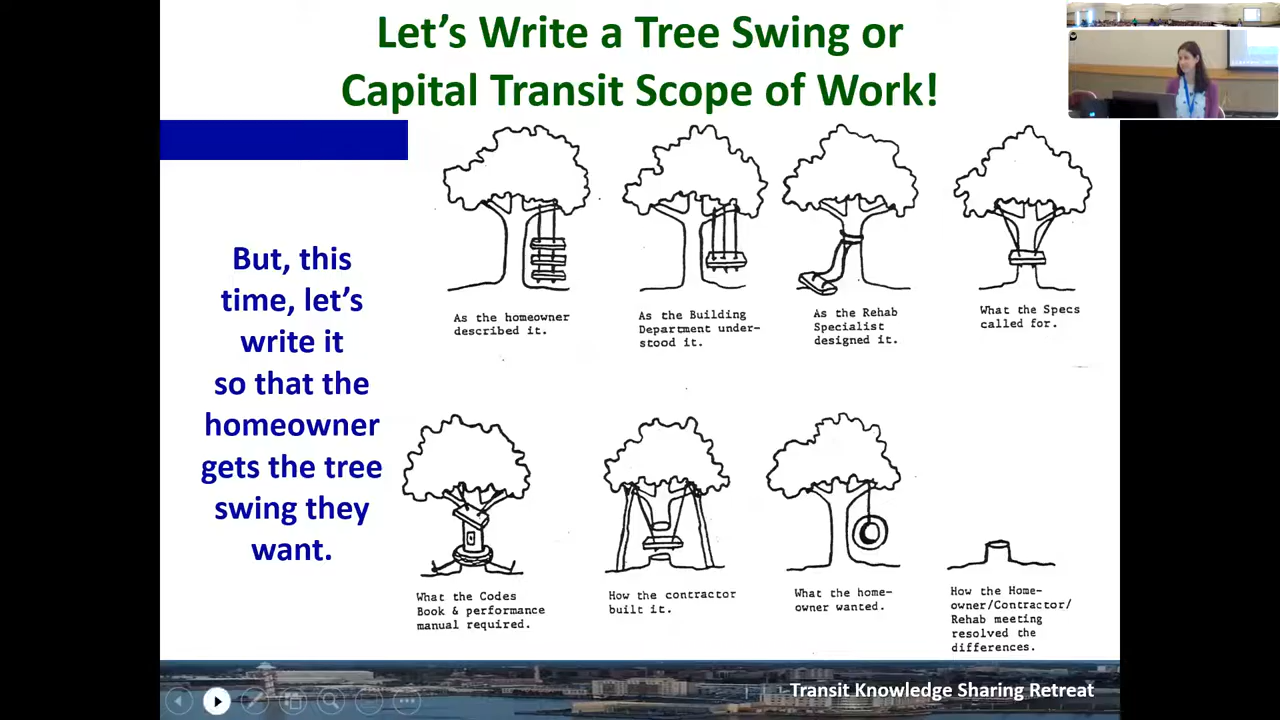 Let's Write a Tree Swing or
Capital Transit Scope of Work!
But, this
time, let's
write it
so that the
homeowner
gets the tree
swing they
want.
As the homeowner
described it.
As the Building
Department under-
stood it.
As the Rehab
Specialist
designed it.
What the Specs
called for.
What the Codes
Book & performance
manual required.
How the contractor
built it.
What the home-
owner wanted.
How the Home-
owner/Contractor/
Rehab meeting
resolved the
differences.
Transit Knowledge Sharing Retreat